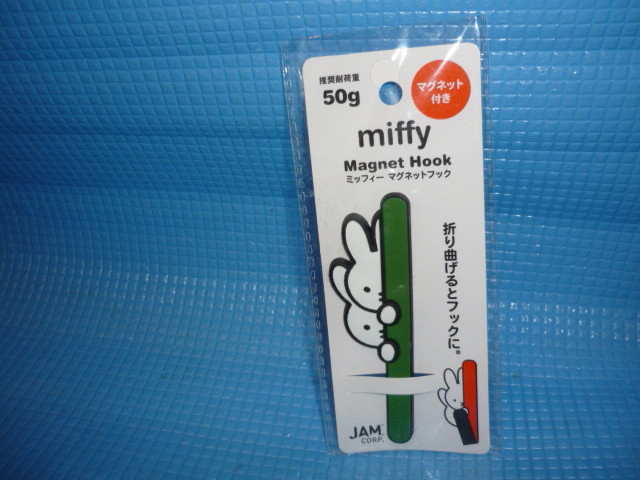 推奨耐荷重
50g
マグネット
付き
miffy
Magnet Hook
ミッフィー マグネットフック
折り曲げるとフックに。
JAM
CORP.